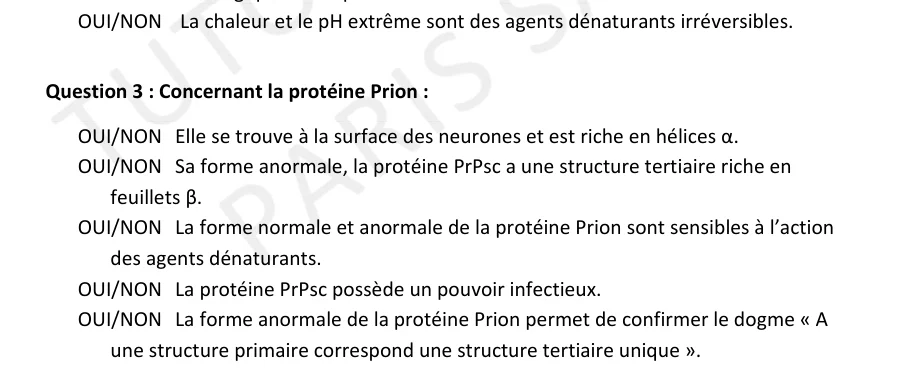 OUI/NON La chaleur et le pH extrême sont des agents dénaturants irréversibles.
Question 3 : Concernant la protéine Prion :
OUI/NON Elle se trouve à la surface des neurones et est riche en hélices α.
OUI/NON Sa forme anormale, la protéine PrPsc a une structure tertiaire riche en
feuillets β.
OUI/NON La forme normale et anormale de la protéine Prion sont sensibles à l’action
des agents dénaturants.
OUI/NON La protéine PrPsc possède un pouvoir infectieux.
OUI/NON La forme anormale de la protéine Prion permet de confirmer le dogme « A
une structure primaire correspond une structure tertiaire unique ».